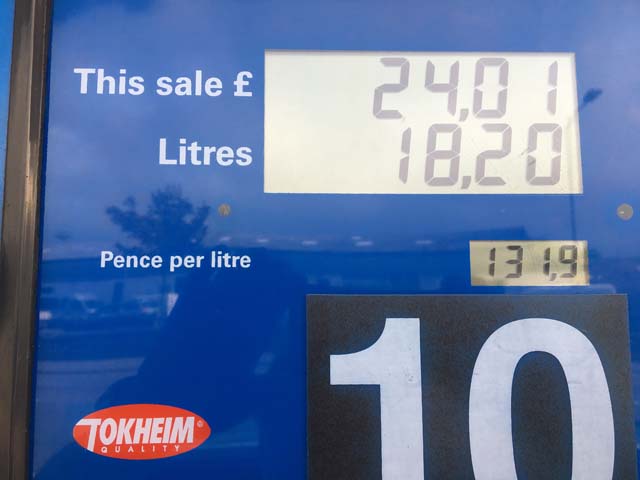 This sale £ 24,01
Litres 18,20
Pence per litre 131,9
10
TOKHEIM
QUALITY